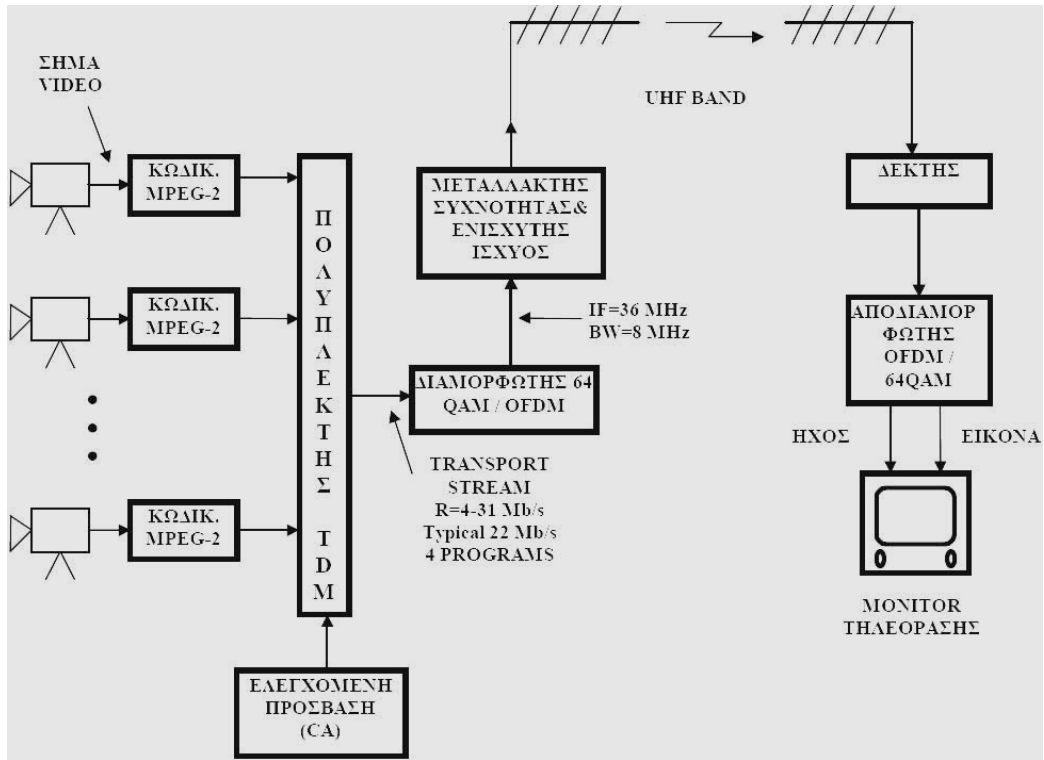 ΣΗΜΑ
VIDEO
ΚΩΔΙΚ.
MPEG-2
ΚΩΔΙΚ.
MPEG-2
ΚΩΔΙΚ.
MPEG-2
ΠΟΛΥΠΛΕΚΤΗΣ TDM
ΕΛΕΓΧΟΜΕΝΗ
ΠΡΟΣΒΑΣΗ
(CA)
ΔΙΑΜΟΡΦΩΤΗΣ 64
QAM / OFDM
TRANSPORT
STREAM
R=4-31 Mb/s
Typical 22 Mb/s
4 PROGRAMS
IF=36 MHz
BW=8 MHz
ΜΕΤΑΛΛΑΚΤΗΣ
ΣΥΧΝΟΤΗΤΑΣ&
ΕΝΙΣΧΥΤΗΣ
ΙΣΧΥΟΣ
UHF BAND
ΔΕΚΤΗΣ
ΑΠΟΔΙΑΜΟΡ
ΦΩΤΗΣ
OFDM /
64QAM
ΗΧΟΣ
ΕΙΚΟΝΑ
MONITOR
ΤΗΛΕΟΡΑΣΗΣ